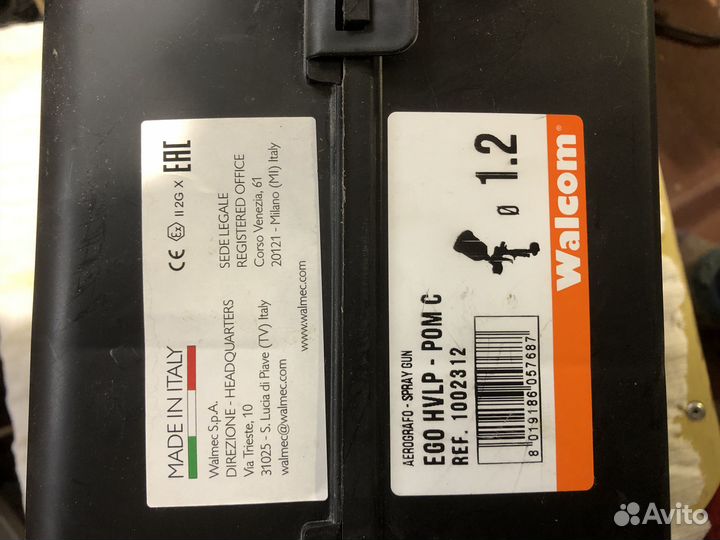 MADE IN ITALY
Walmec S.p.A.
DIREZIONE - HEADQUARTERS
Via Trieste, 10
31025 - S. Lucia di Piave (TV) Italy
walmec@walmec.com
www.walmec.com
CE Ex II 2G X EAC
SEDE LEGALE
REGISTERED OFFICE
Corso Venezia, 61
20121 - Milano (MI) Italy
AEROGRAFO - SPRAY GUN
EGO HVLP - POM C
REF. 1002312
8 019186 057687
ø 1.2
Walcom®
Avito